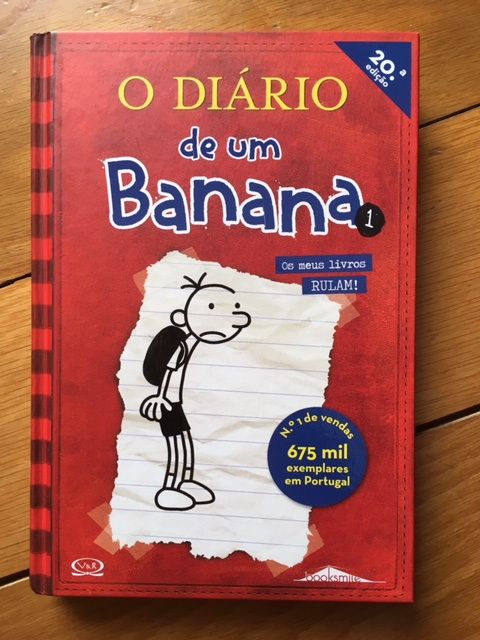 20.ª
edição
O DIÁRIO
de um
Banana
1
Os meus livros
RULAM!
N.º 1 de vendas
675 mil
exemplares
em Portugal
V&R
booksmile